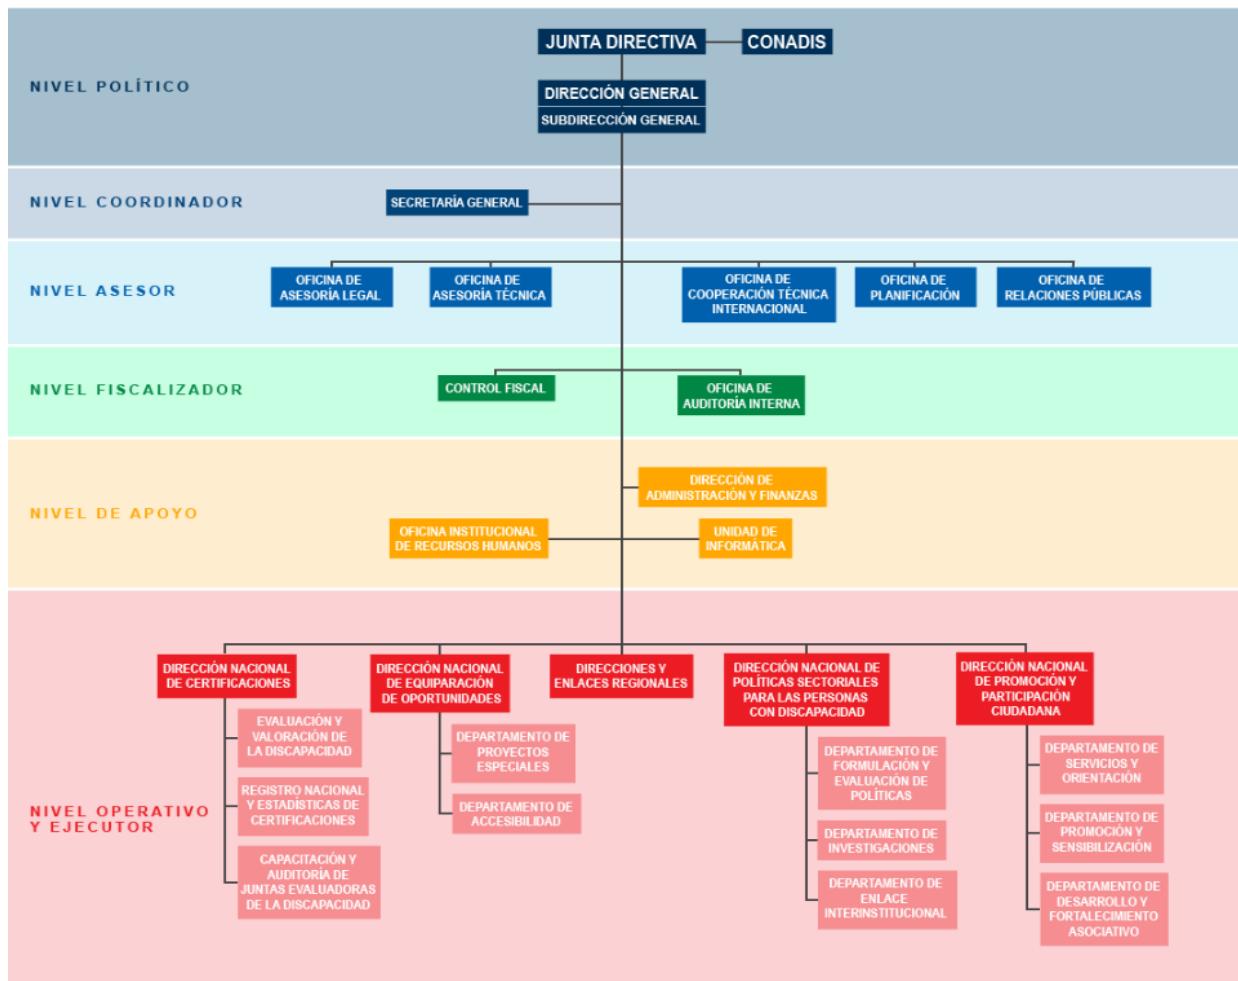 NIVEL POLÍTICO
JUNTA DIRECTIVA
CONADIS
DIRECCIÓN GENERAL
SUBDIRECCIÓN GENERAL
NIVEL COORDINADOR
SECRETARÍA GENERAL
NIVEL ASESOR
OFICINA DE
ASESORÍA LEGAL
OFICINA DE
ASESORÍA TÉCNICA
OFICINA DE
COOPERACIÓN TÉCNICA
INTERNACIONAL
OFICINA DE
PLANIFICACIÓN
OFICINA DE
RELACIONES PÚBLICAS
NIVEL FISCALIZADOR
CONTROL FISCAL
OFICINA DE
AUDITORÍA INTERNA
NIVEL DE APOYO
DIRECCIÓN DE
ADMINISTRACIÓN Y FINANZAS
OFICINA INSTITUCIONAL
DE RECURSOS HUMANOS
UNIDAD DE
INFORMÁTICA
NIVEL OPERATIVO
Y EJECUTOR
DIRECCIÓN NACIONAL
DE CERTIFICACIONES
EVALUACIÓN Y
VALORACIÓN DE
LA DISCAPACIDAD
REGISTRO NACIONAL
Y ESTADÍSTICAS DE
CERTIFICACIONES
CAPACITACIÓN Y
AUDITORÍA DE
JUNTAS EVALUADORAS
DE LA DISCAPACIDAD
DIRECCIÓN NACIONAL
DE EQUIPARACIÓN
DE OPORTUNIDADES
DEPARTAMENTO DE
PROYECTOS
ESPECIALES
DEPARTAMENTO DE
ACCESIBILIDAD
DIRECCIONES Y
ENLACES REGIONALES
DIRECCIÓN NACIONAL DE
POLÍTICAS SECTORIALES
PARA LAS PERSONAS
CON DISCAPACIDAD
DEPARTAMENTO DE
FORMULACIÓN Y
EVALUACIÓN DE
POLÍTICAS
DEPARTAMENTO DE
INVESTIGACIONES
DEPARTAMENTO DE
ENLACE
INTERINSTITUCIONAL
DIRECCIÓN NACIONAL
DE PROMOCIÓN Y
PARTICIPACIÓN
CIUDADANA
DEPARTAMENTO DE
SERVICIOS Y
ORIENTACIÓN
DEPARTAMENTO DE
PROMOCIÓN Y
SENSIBILIZACIÓN
DEPARTAMENTO DE
DESARROLLO Y
FORTALECIMIENTO
ASOCIATIVO